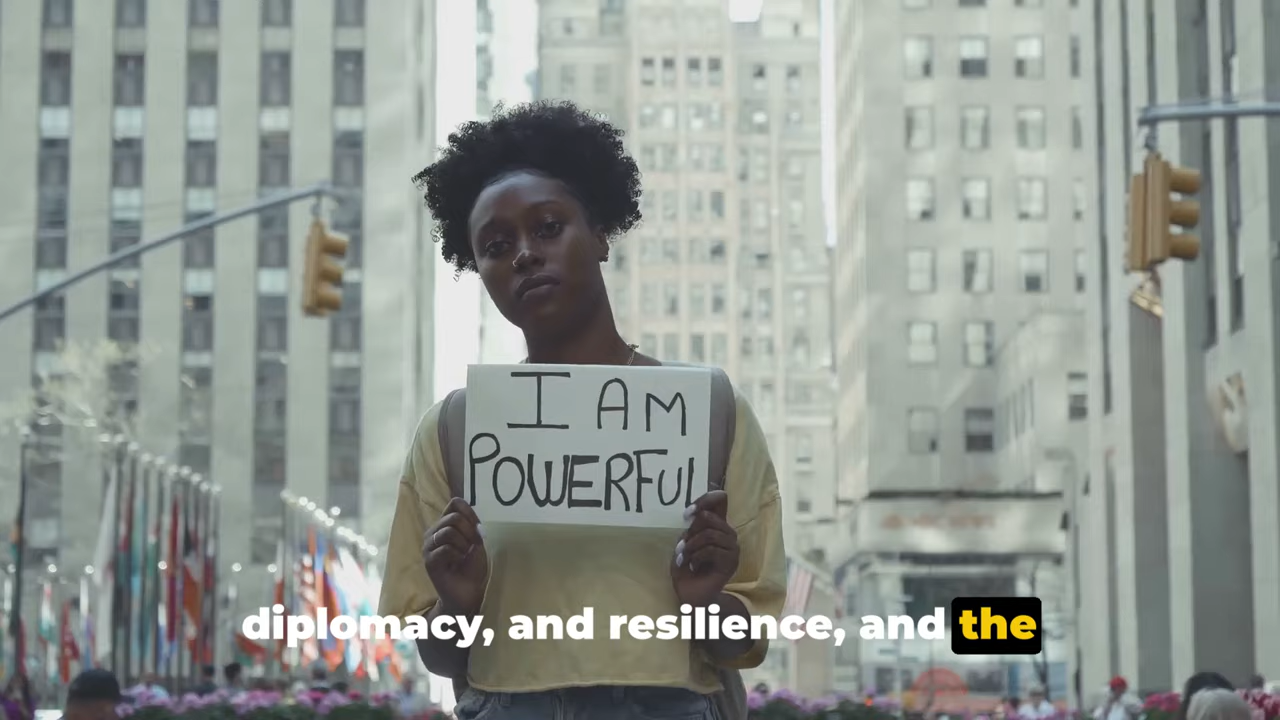 I AM
POWERFUL
diplomacy, and resilience, and the